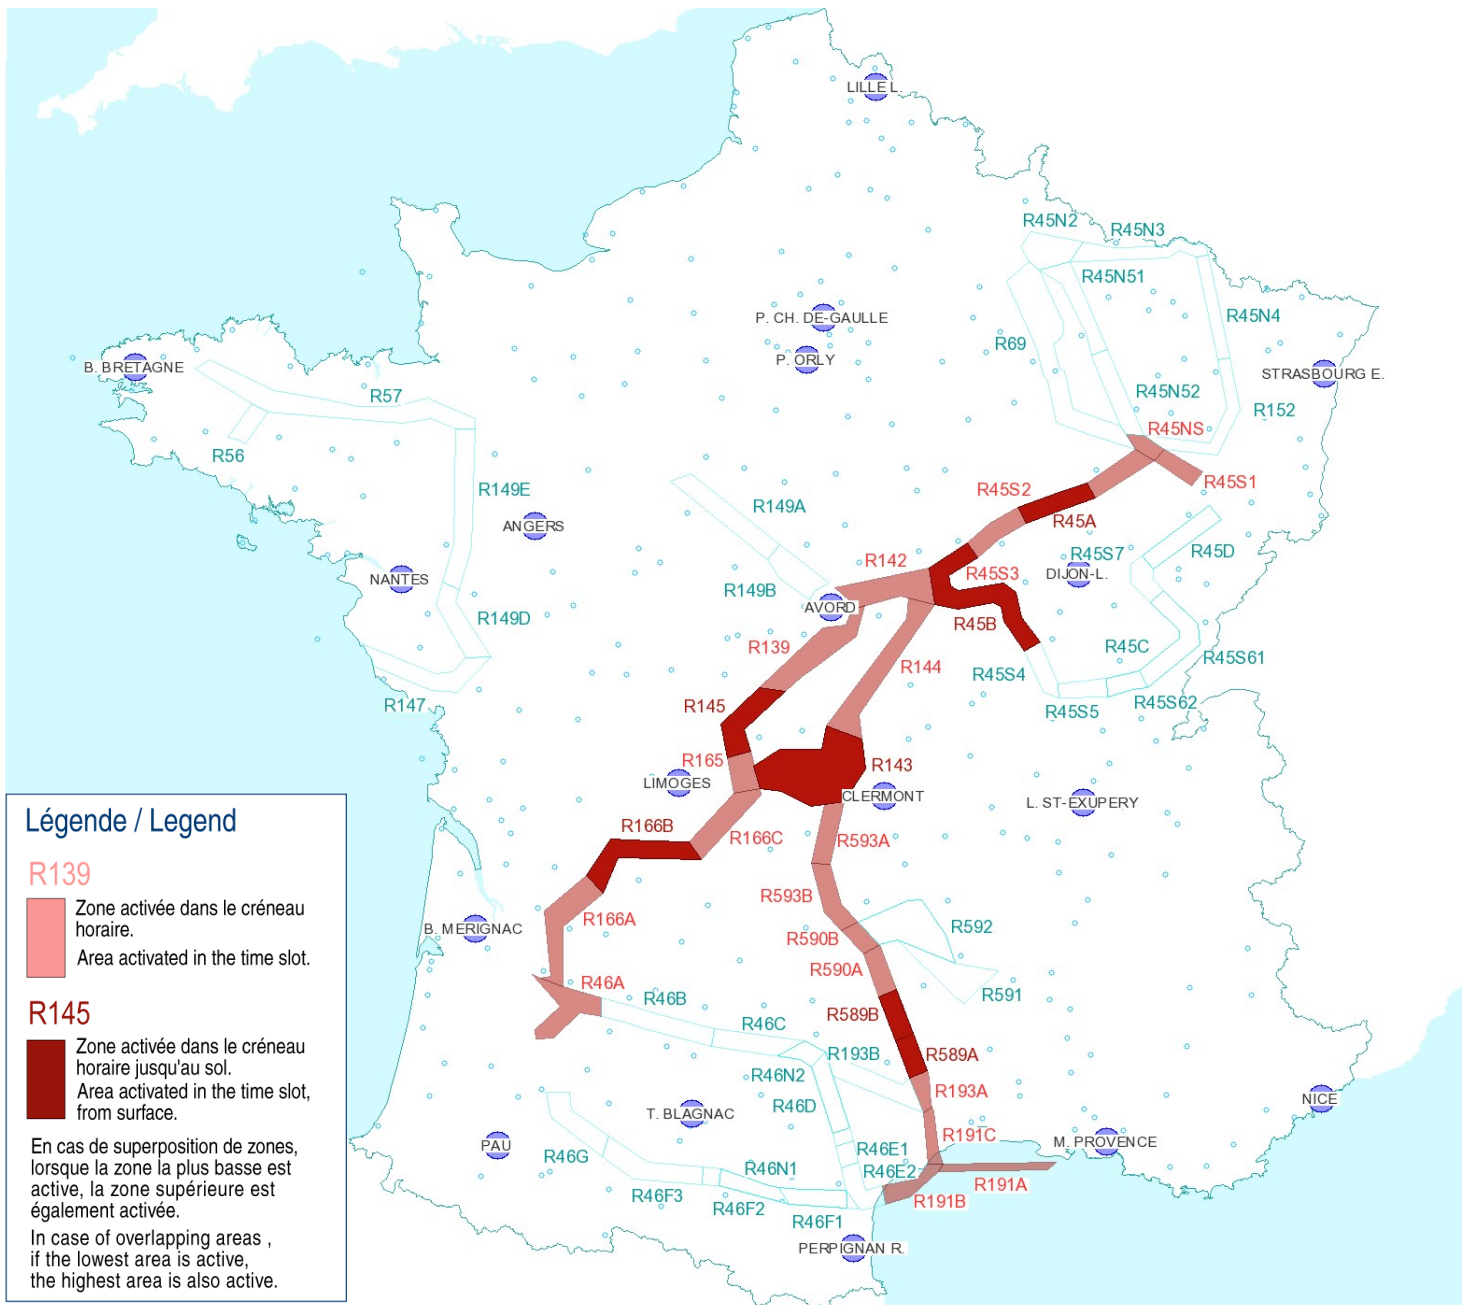 LILLE L.
R45N2
R45N3
R45N51
P. CH. DE-GAULLE
R45N4
R69
P. ORLY
B. BRETAGNE
STRASBOURG E.
R57
R45N52
R152
R45NS
R56
R45S1
R149E
R45S2
R149A
R45A
ANGERS
R45S7
R45D
R142
R45S3
DIJON-L.
NANTES
R149B
AVORD
R149D
R45B
R139
R45C
R45S61
R144
R45S4
R147
R145
R45S5
R45S62
R165
R143
LIMOGES
CLERMONT
L. ST-EXUPERY
R166B
R166C
R593A
R593B
R166A
B. MERIGNAC
R592
R590B
R590A
R46A
R591
R46B
R589B
R46C
R193B
R589A
R46N2
R193A
R46D
T. BLAGNAC
NICE
R191C
M. PROVENCE
PAU
R46E1
R46G
R46N1
R46E2
R191A
R46F3
R191B
R46F2
R46F1
PERPIGNAN R.
Légende / Legend
R139
Zone activée dans le créneau
horaire.
Area activated in the time slot.
R145
Zone activée dans le créneau
horaire jusqu'au sol.
Area activated in the time slot,
from surface.
En cas de superposition de zones,
lorsque la zone la plus basse est
active, la zone supérieure est
également activée.
In case of overlapping areas ,
if the lowest area is active,
the highest area is also active.